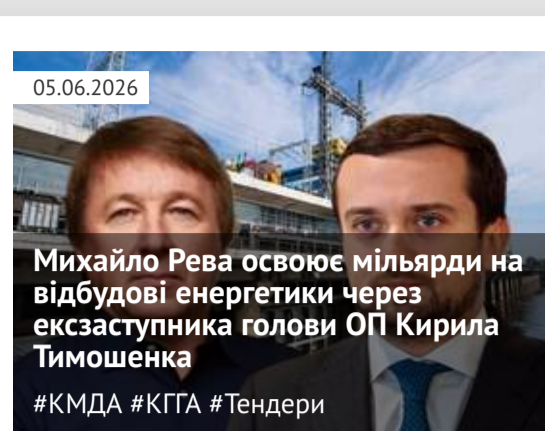 05.06.2026
Михайло Рева освоює мільярди на
відбудові енергетики через
ексзаступника голови ОП Кирила
Тимошенка
#КМДА #КГГА #Тендери